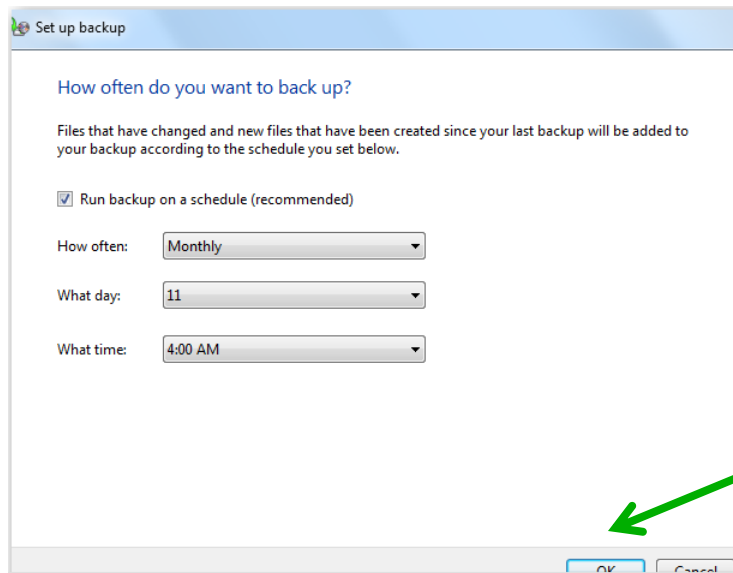 Set up backup
How often do you want to back up?
Files that have changed and new files that have been created since your last backup will be added to
your backup according to the schedule you set below.
Run backup on a schedule (recommended)
How often: Monthly
What day: 11
What time: 4:00 AM
OK Cancel